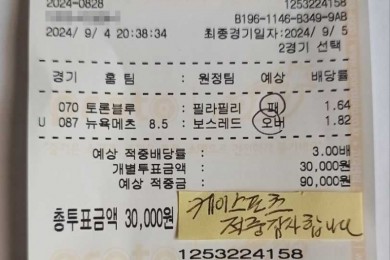 2024-0828 1253224158
B196-1146-B349-9AB
2024/ 9/ 4 20:38:34 최종경기일자:2024/ 9/ 5
2경기 선택
경기 홈 팀 : 원정팀 예상 배당률
070 토론블루 : 필라필리 패 1.64
U 087 뉴욕메츠 8.5 : 보스레드 오버 1.82
예상 적중배당률 : 3.00배
개별투표금액 : 30,000원
예상 적중금 : 90,000원
총투표금액 30,000원
케이스포츠
적중감사합니다
1253224158